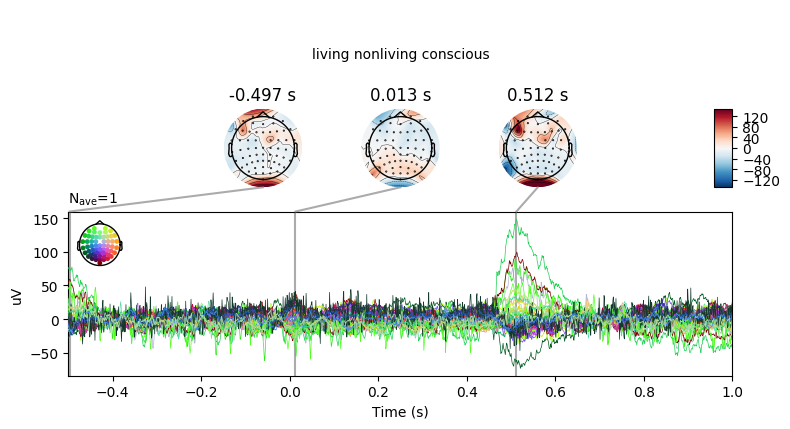 living nonliving conscious
-0.497 s 0.013 s 0.512 s
120
80
40
0
−40
−80
−120
Nave=1
150
100
50
0
−50
uV
−0.4 −0.2 0.0 0.2 0.4 0.6 0.8 1.0
Time (s)